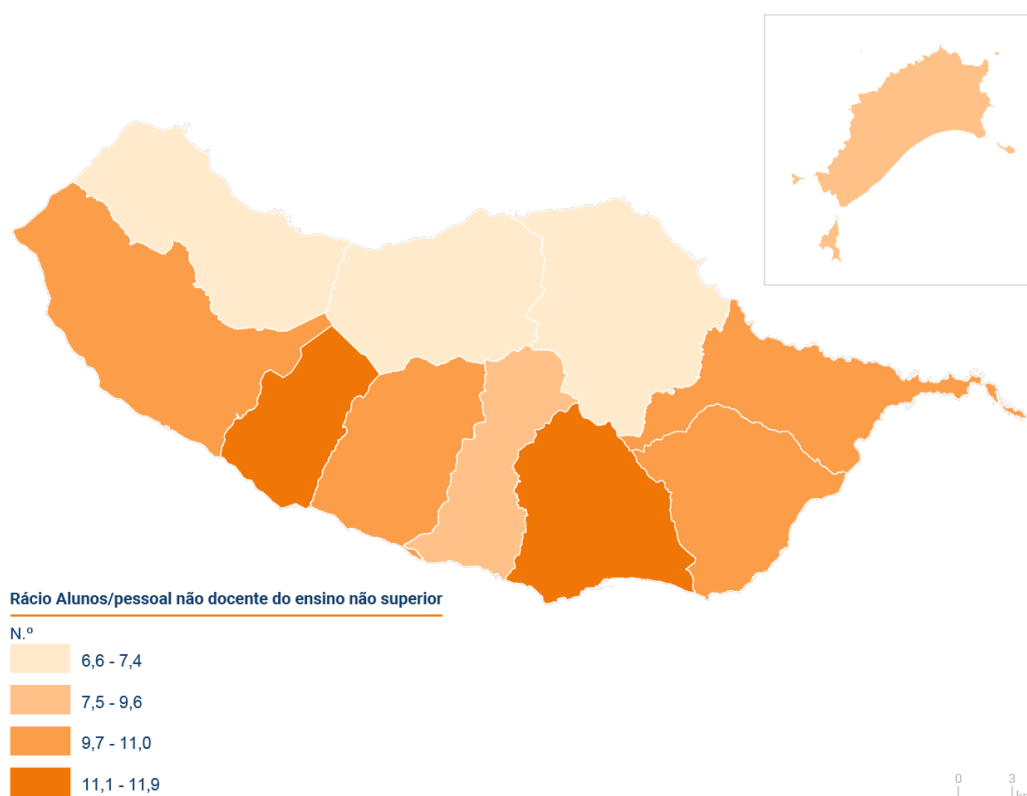 Rácio Alunos/pessoal não docente do ensino não superior
N.º
6,6 - 7,4
7,5 - 9,6
9,7 - 11,0
11,1 - 11,9
0 3